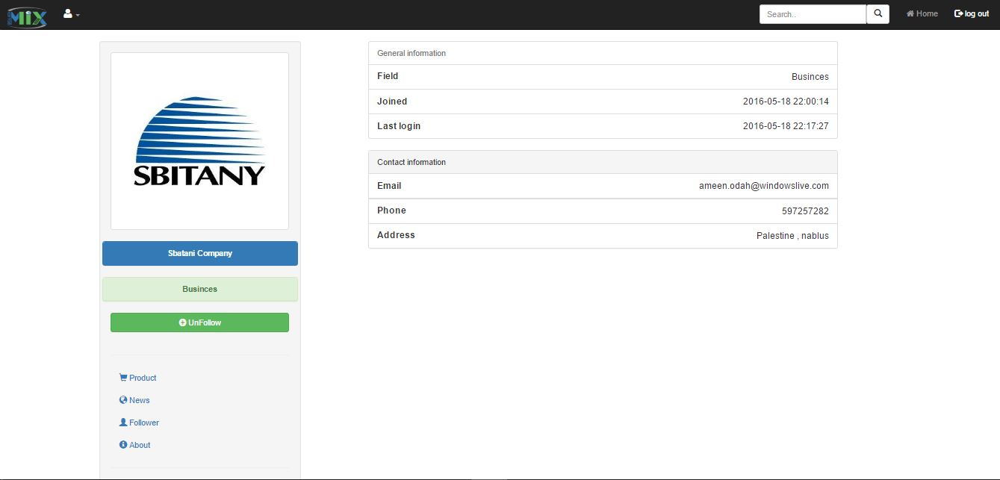 MiX
Search..
Home
log out
SBITANY
Sbatani Company
Businces
UnFollow
Product
News
Follower
About
General information
Field Businces
Joined 2016-05-18 22:00:14
Last login 2016-05-18 22:17:27
Contact information
Email ameen.odah@windowslive.com
Phone 597257282
Address Palestine , nablus